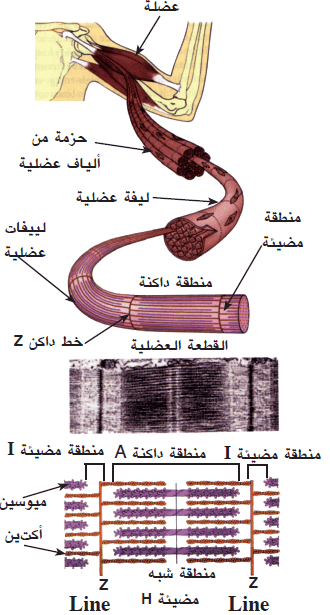 عضلة
حزمة من
ألياف عضلية
ليفة عضلية
منطقة
مضيئة
لييفات
عضلية
منطقة داكنة
خط داكن Z
القطعة العضلية
منطقة مضيئة I
منطقة داكنة A
منطقة مضيئة I
ميوسين
أكتين
منطقة شبه
مضيئة H
Z
Line
Z
Line